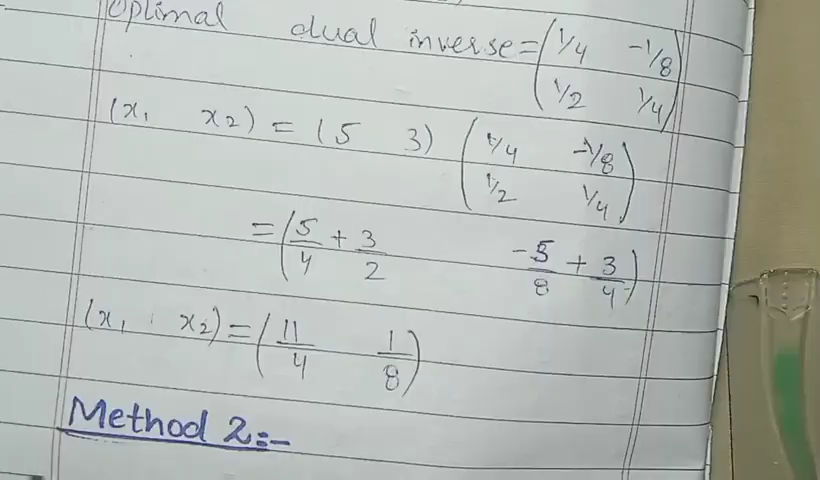 Optimal dual inverse = (1/4 -1/8
1/2 1/4)
(x1 x2) = (5 3) (1/4 -1/8
1/2 1/4)
= (5/4 + 3/2 -5/8 + 3/4)
(x1 x2) = (11/4 1/8)
Method 2:-